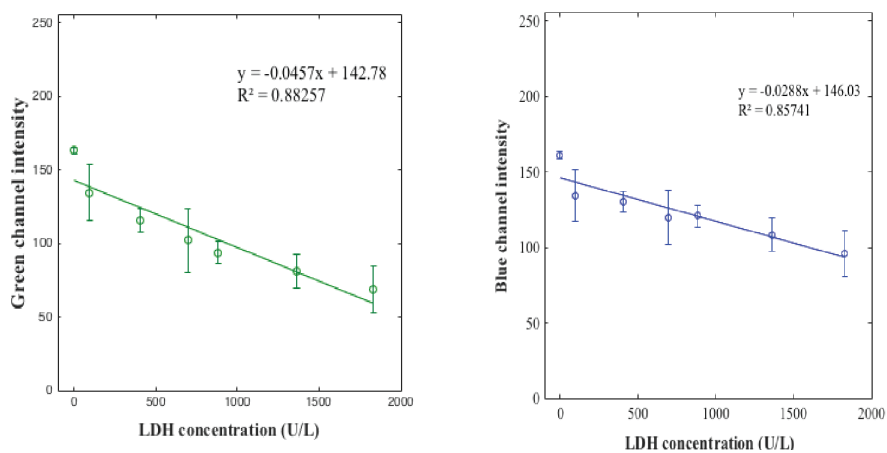 250
200
150
100
50
0
Green channel intensity
y = -0.0457x + 142.78
R² = 0.88257
0 500 1000 1500 2000
LDH concentration (U/L)
250
200
150
100
50
0
Blue channel intensity
y = -0.0288x + 146.03
R² = 0.85741
0 500 1000 1500 2000
LDH concentration (U/L)